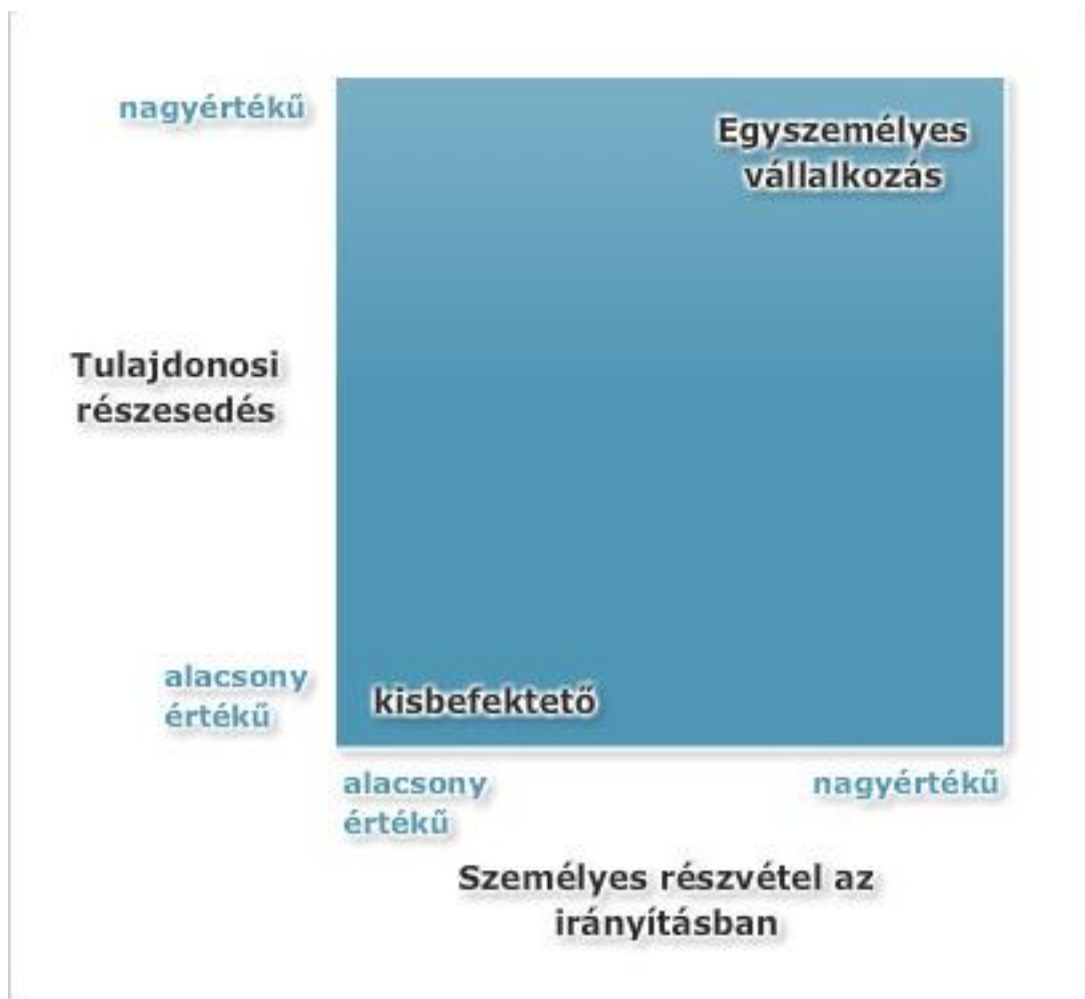 nagyértékű
Egyszemélyes
vállalkozás
Tulajdonosi
részesedés
alacsony
értékű
kisbefektető
alacsony
értékű
nagyértékű
Személyes részvétel az
irányításban